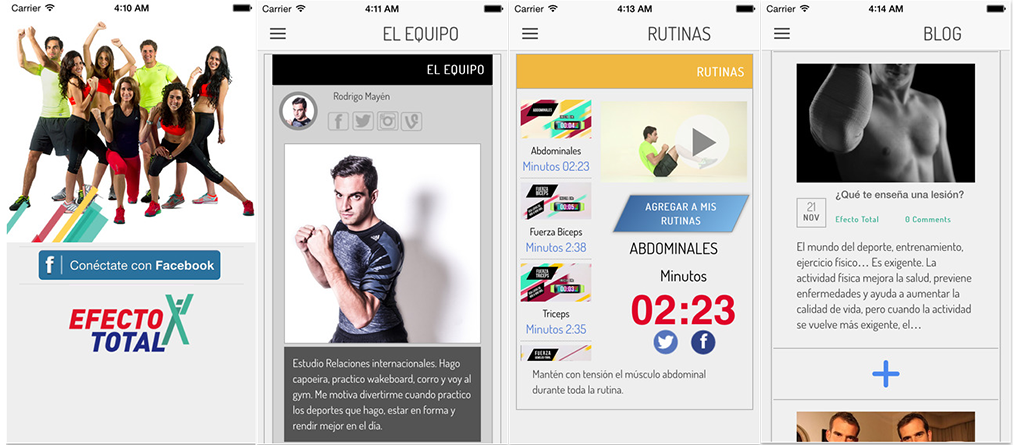 Carrier 4:10 AM
Conéctate con Facebook
EFECTO
TOTAL
Carrier 4:11 AM
EL EQUIPO
EL EQUIPO
Rodrigo Mayén
Estudio Relaciones internacionales. Hago
capoeira, practico wakeboard, corro y voy al
gym. Me motiva divertirme cuando practico
los deportes que hago, estar en forma y
rendir mejor en el día.
Carrier 4:13 AM
RUTINAS
RUTINAS
ABDOMINALES
Abdominales
Minutos 02:23
FUERZA
BICEPS
Fuerza Bíceps
Minutos 2:38
FUERZA
TRICEPS
Triceps
Minutos 2:35
FUERZA
AGREGAR A MIS
RUTINAS
ABDOMINALES
Minutos
02:23
Mantén con tensión el músculo abdominal
durante toda la rutina.
Carrier 4:14 AM
BLOG
¿Qué te enseña una lesión?
21
NOV
Efecto Total 0 Comments
El mundo del deporte, entrenamiento,
ejercicio físico… Es exigente. La
actividad física mejora la salud, previene
enfermedades y ayuda a aumentar la
calidad de vida, pero cuando la actividad
se vuelve más exigente, el…